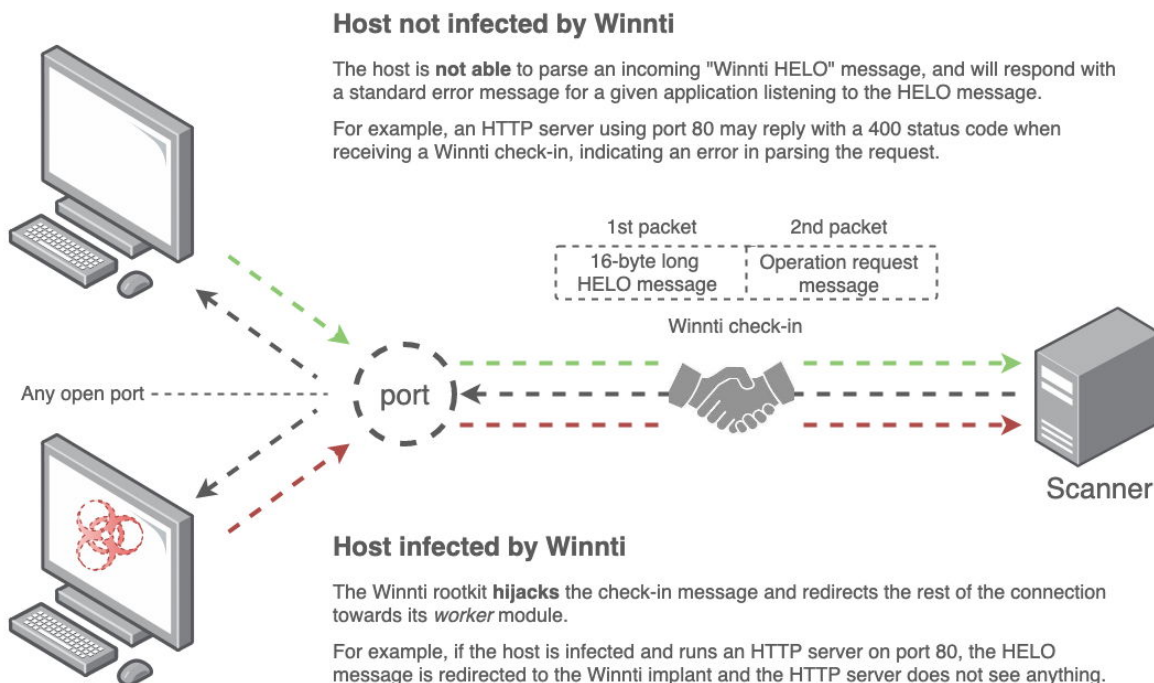 Host not infected by Winnti
The host is not able to parse an incoming "Winnti HELO" message, and will respond with
a standard error message for a given application listening to the HELO message.
For example, an HTTP server using port 80 may reply with a 400 status code when
receiving a Winnti check-in, indicating an error in parsing the request.
1st packet
2nd packet
16-byte long
HELO message
Operation request
message
Winnti check-in
Any open port
port
Scanner
Host infected by Winnti
The Winnti rootkit hijacks the check-in message and redirects the rest of the connection
towards its worker module.
For example, if the host is infected and runs an HTTP server on port 80, the HELO
message is redirected to the Winnti implant and the HTTP server does not see anything.